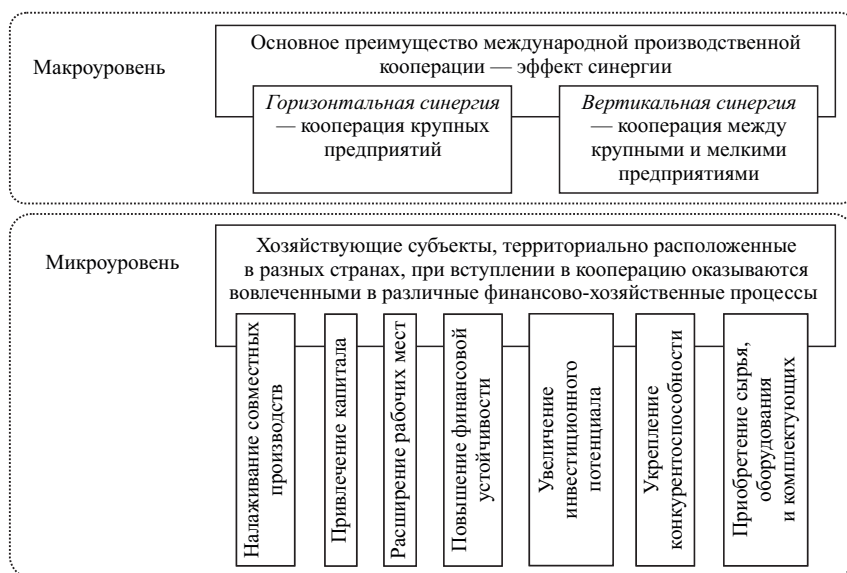 Макроуровень
Основное преимущество международной производственной
кооперации — эффект синергии
Горизонтальная синергия
— кооперация крупных
предприятий
Вертикальная синергия
— кооперация между
крупными и мелкими
предприятиями
Микроуровень
Хозяйствующие субъекты, территориально расположенные
в разных странах, при вступлении в кооперацию оказываются
вовлеченными в различные финансово-хозяйственные процессы
Налаживание совместных
производств
Привлечение капитала
Расширение рабочих мест
Повышение финансовой
устойчивости
Увеличение
инвестиционного
потенциала
Укрепление
конкурентоспособности
Приобретение сырья,
оборудования
и комплектующих